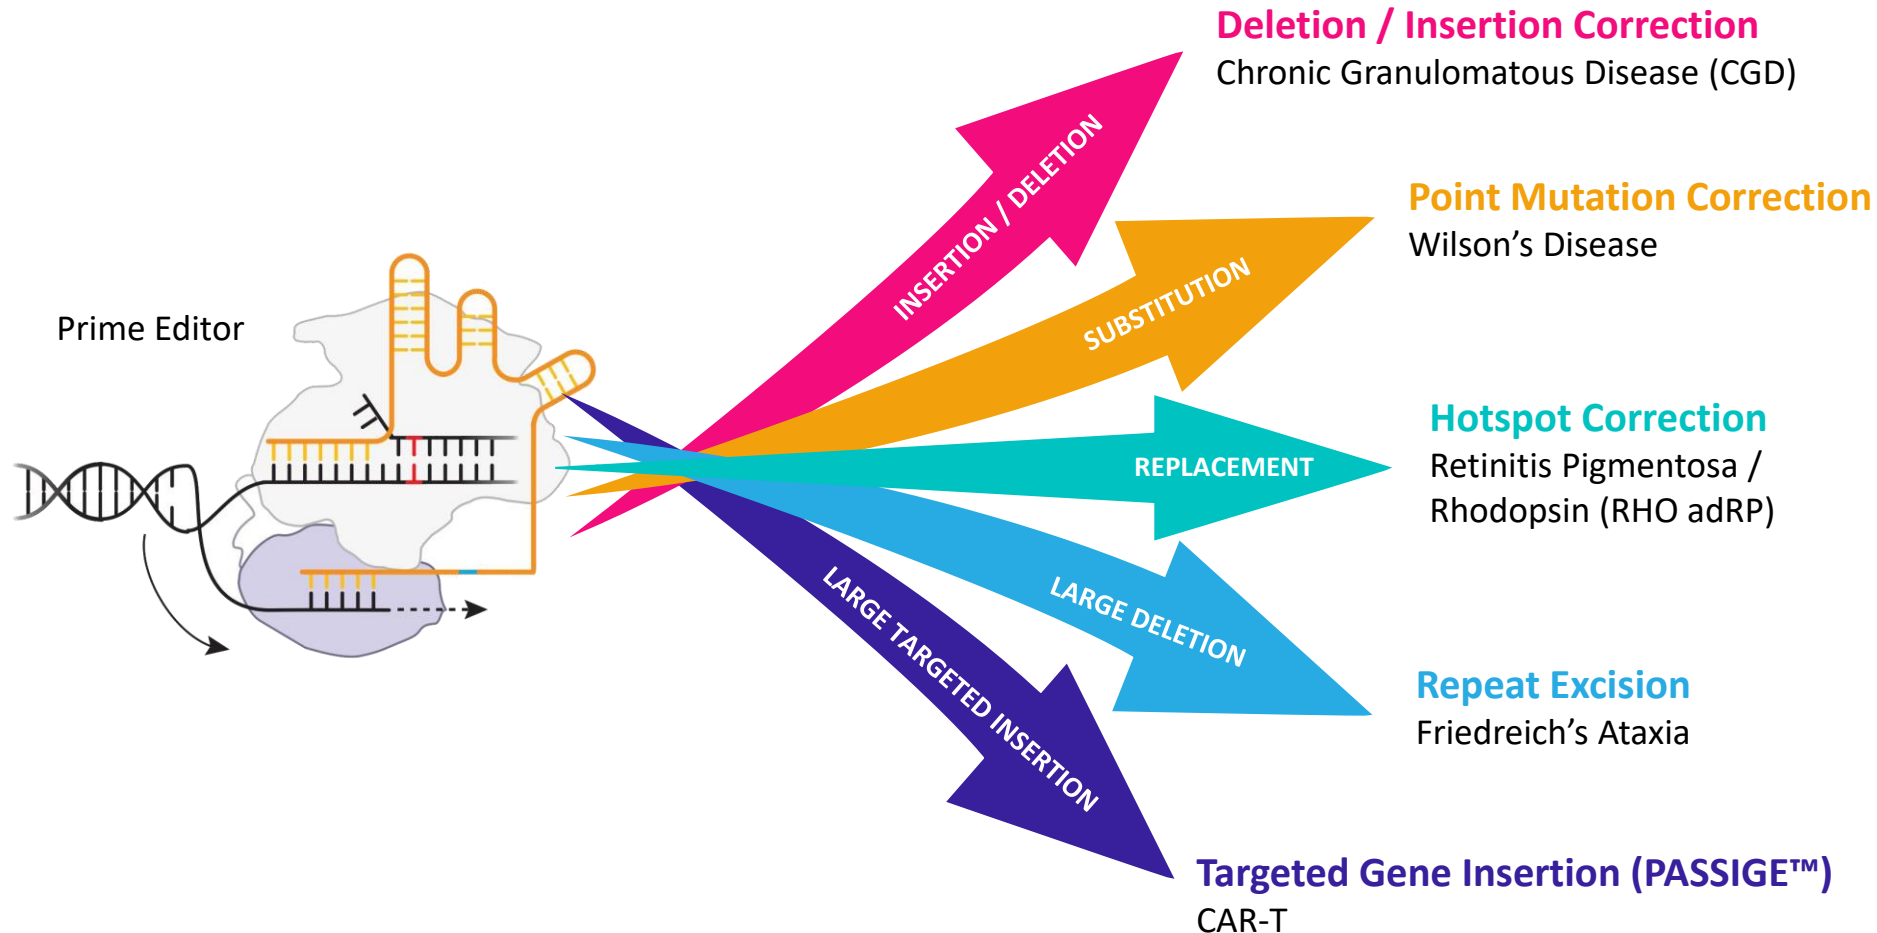 Prime Editor
INSERTION / DELETION
Deletion / Insertion Correction
Chronic Granulomatous Disease (CGD)
SUBSTITUTION
Point Mutation Correction
Wilson’s Disease
REPLACEMENT
Hotspot Correction
Retinitis Pigmentosa /
Rhodopsin (RHO adRP)
LARGE DELETION
Repeat Excision
Friedreich’s Ataxia
LARGE TARGETED INSERTION
Targeted Gene Insertion (PASSIGE™)
CAR-T